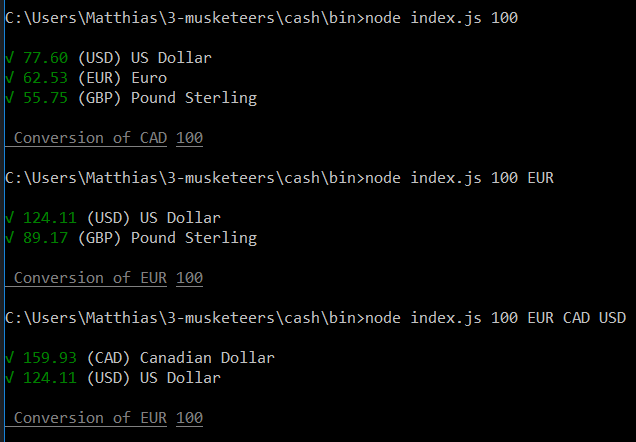 C:\Users\Matthias\3-musketeers\cash\bin>node index.js 100
√ 77.60 (USD) US Dollar
√ 62.53 (EUR) Euro
√ 55.75 (GBP) Pound Sterling
Conversion of CAD 100
C:\Users\Matthias\3-musketeers\cash\bin>node index.js 100 EUR
√ 124.11 (USD) US Dollar
√ 89.17 (GBP) Pound Sterling
Conversion of EUR 100
C:\Users\Matthias\3-musketeers\cash\bin>node index.js 100 EUR CAD USD
√ 159.93 (CAD) Canadian Dollar
√ 124.11 (USD) US Dollar
Conversion of EUR 100